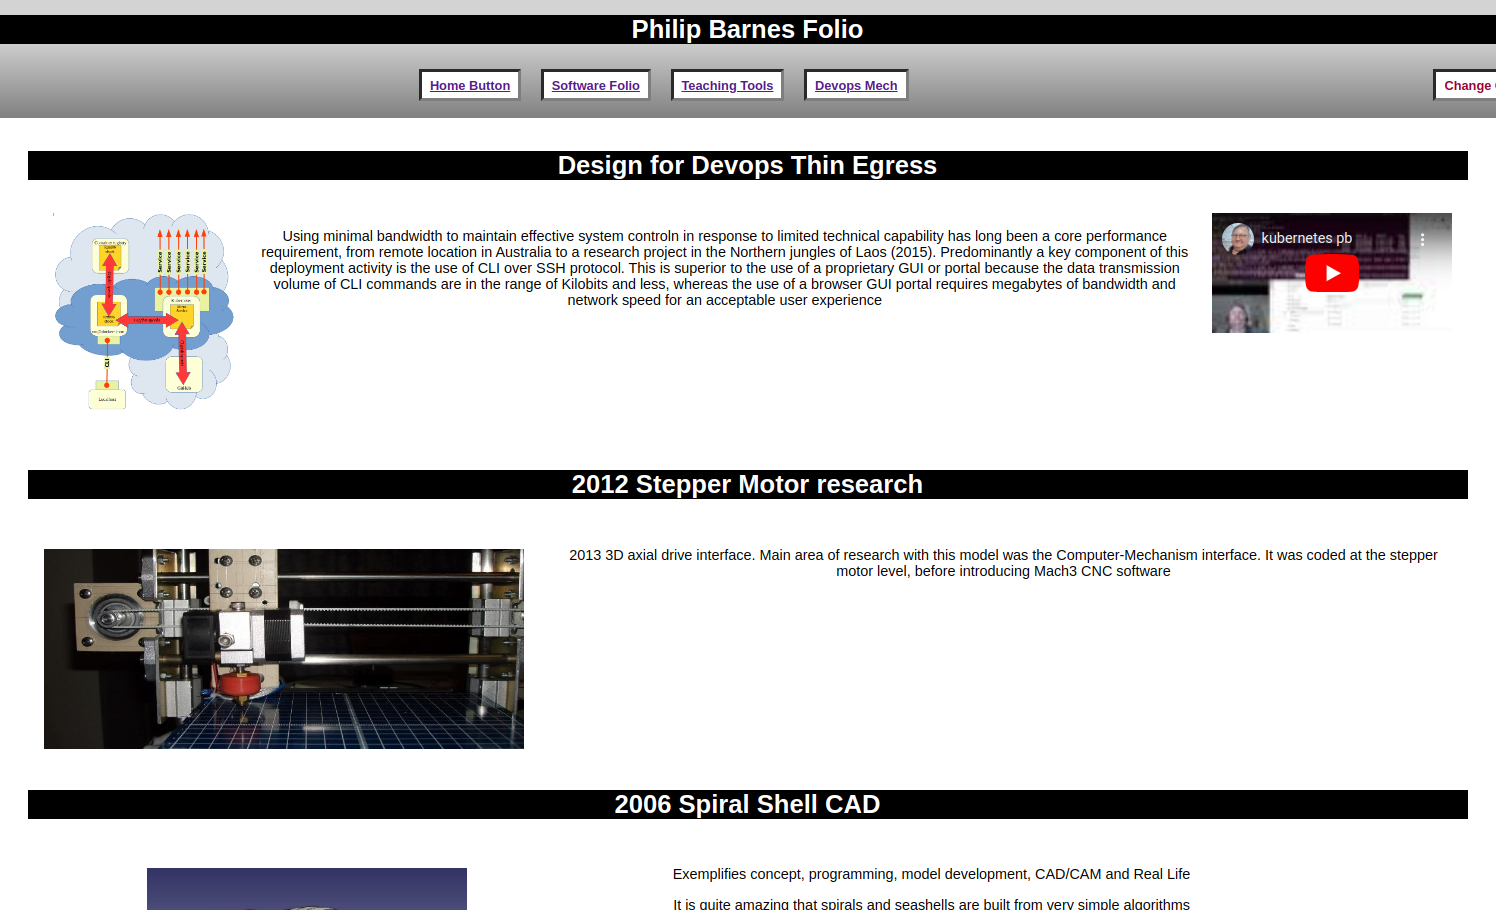 Philip Barnes Folio
Home Button
Software Folio
Teaching Tools
Devops Mech
Change
Design for Devops Thin Egress
Service Service Service Service Service Service
CLI
GitHub
Using minimal bandwidth to maintain effective system controln in response to limited technical capability has long been a core performance
requirement, from remote location in Australia to a research project in the Northern jungles of Laos (2015). Predominantly a key component of this
deployment activity is the use of CLI over SSH protocol. This is superior to the use of a proprietary GUI or portal because the data transmission
volume of CLI commands are in the range of Kilobits and less, whereas the use of a browser GUI portal requires megabytes of bandwidth and
network speed for an acceptable user experience
kubernetes pb
2012 Stepper Motor research
2013 3D axial drive interface. Main area of research with this model was the Computer-Mechanism interface. It was coded at the stepper
motor level, before introducing Mach3 CNC software
2006 Spiral Shell CAD
Exemplifies concept, programming, model development, CAD/CAM and Real Life
It is quite amazing that spirals and seashells are built from very simple algorithms